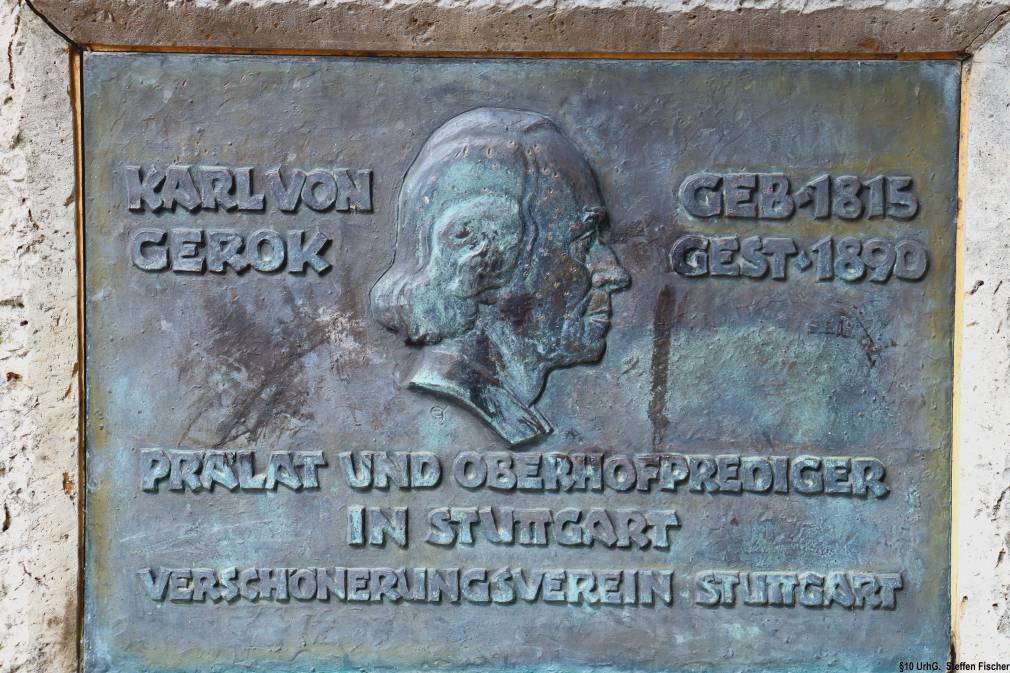 KARL VON
GEROK
GEB·1815
GEST·1890
PRÄLAT UND OBERHOFPREDIGER
IN STUTTGART
VERSCHÖNERUNGSVEREIN STUTTGART
§10 UrhG. Steffen Fischer